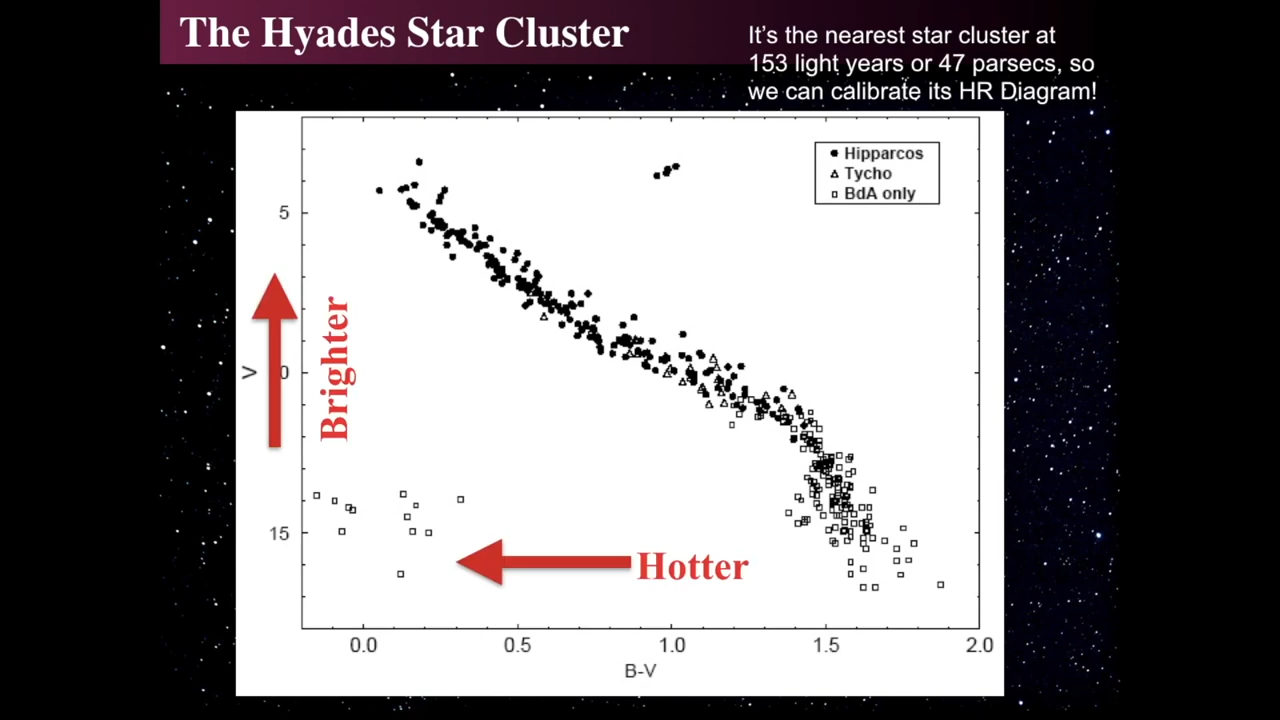 The Hyades Star Cluster
It's the nearest star cluster at
153 light years or 47 parsecs, so
we can calibrate its HR Diagram!
Hipparcos
Tycho
BdA only
5
Brighter
V
0
15
Hotter
0.0 0.5 1.0 1.5 2.0
B-V